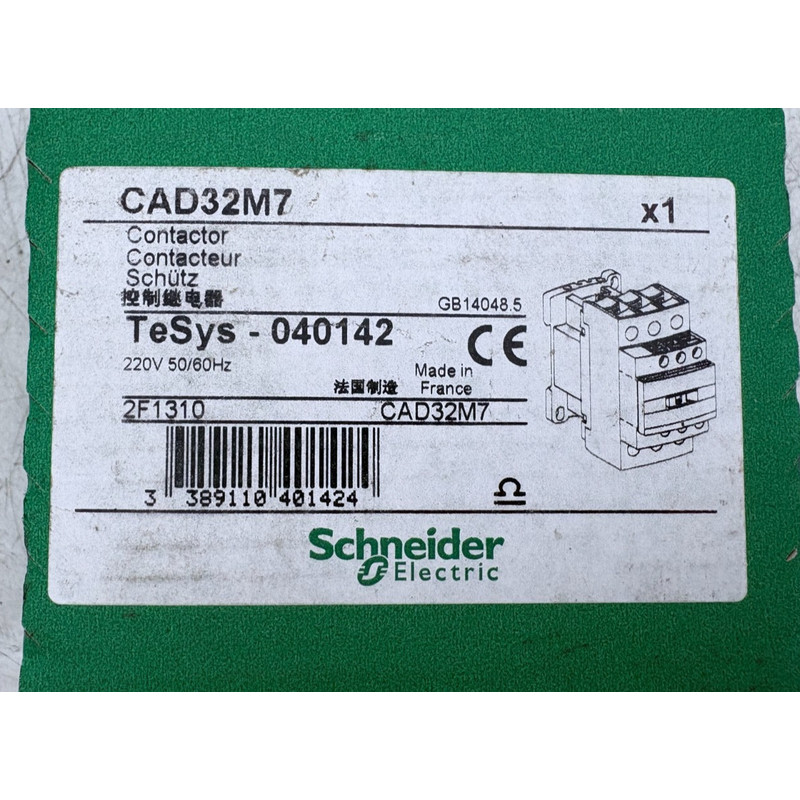 CAD32M7 x1
Contactor
Contacteur
Schütz
控制继电器 GB14048.5
TeSys - 040142 CE
220V 50/60Hz Made in
法国制造 France
2F1310 CAD32M7
3 389110 401424
Schneider
Electric